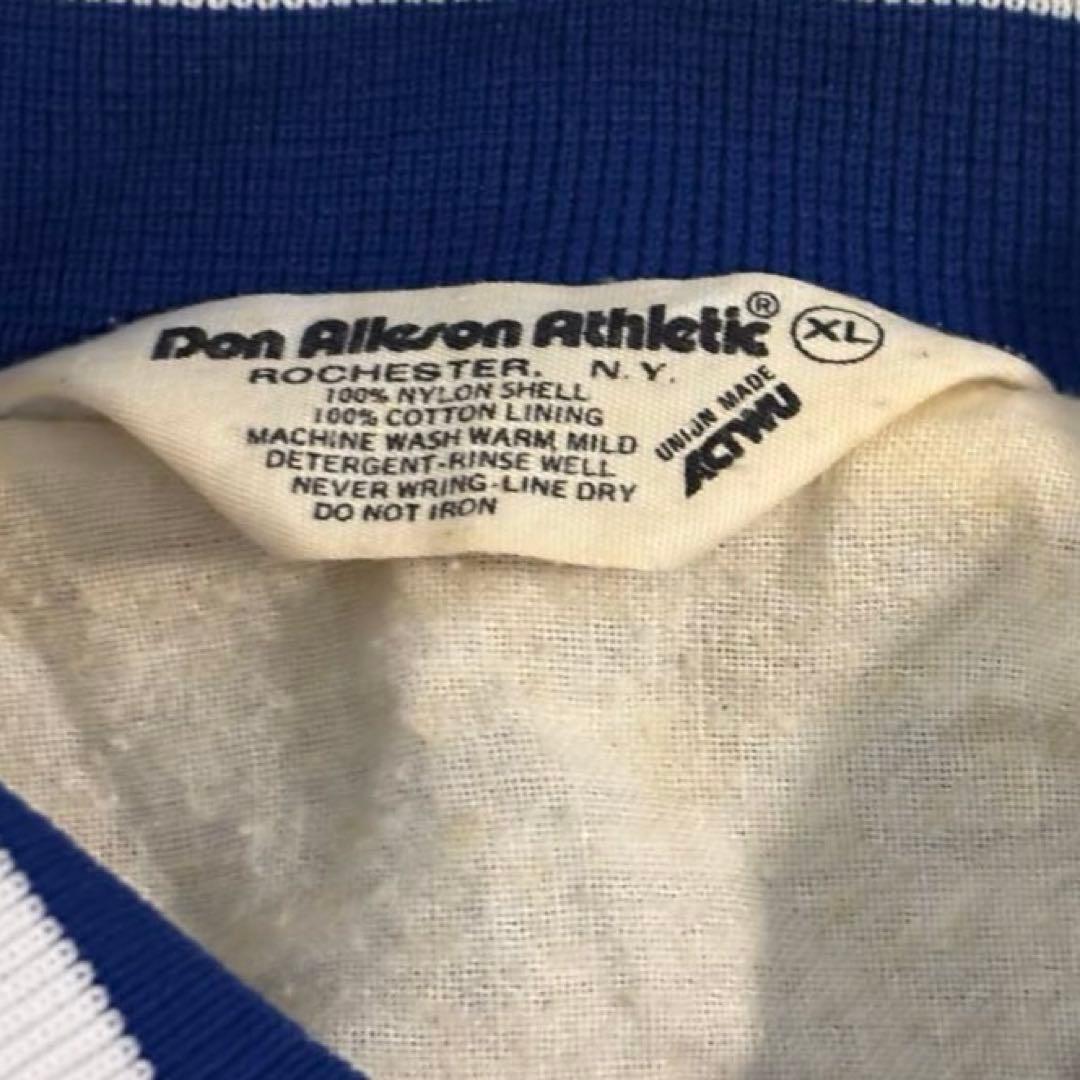 Don Alleson Athletic® XL
ROCHESTER. N.Y.
100% NYLON SHELL
100% COTTON LINING
MACHINE WASH WARM MILD
DETERGENT-RINSE WELL
NEVER WRING-LINE DRY
DO NOT IRON
UNION MADE
ACTWU